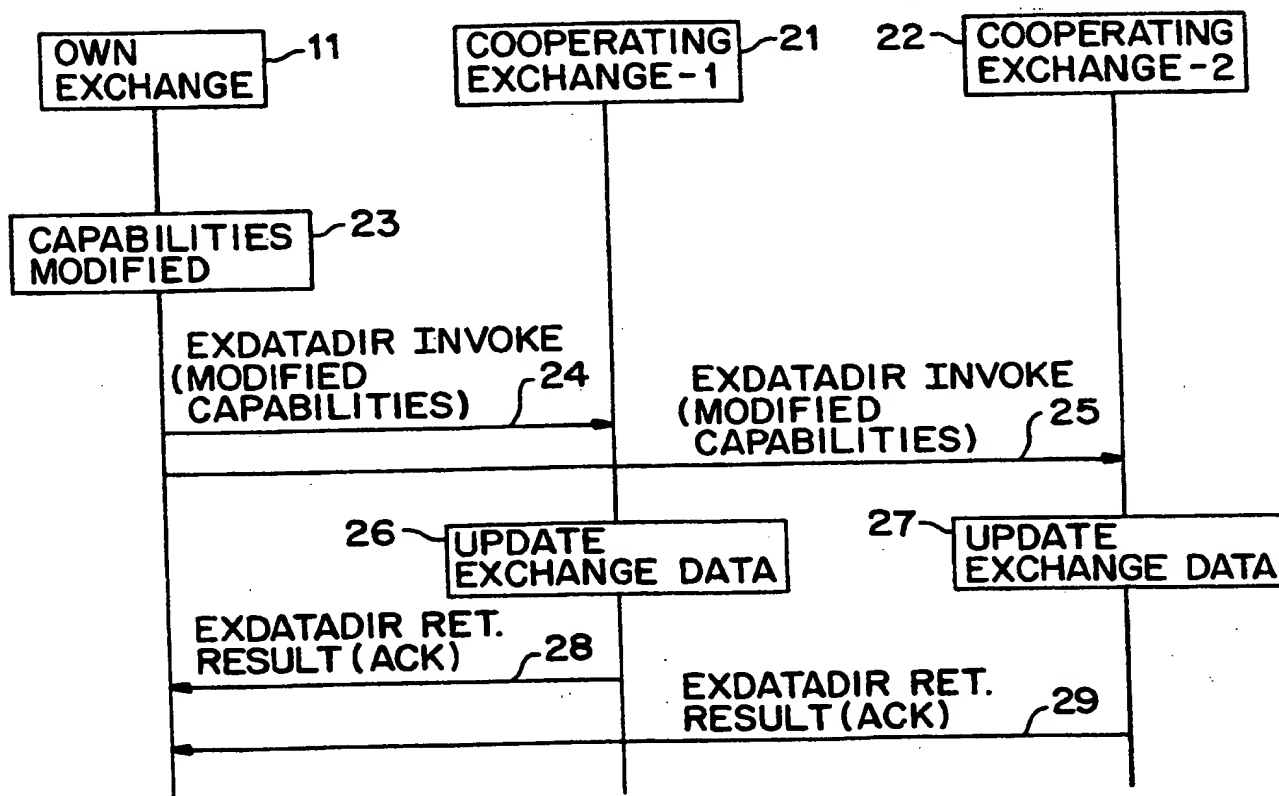 OWN
EXCHANGE
11
COOPERATING
EXCHANGE-1
21
22
COOPERATING
EXCHANGE-2
CAPABILITIES
MODIFIED
23
EXDATADIR INVOKE
(MODIFIED
CAPABILITIES)
24
EXDATADIR INVOKE
(MODIFIED
CAPABILITIES)
25
26
UPDATE
EXCHANGE DATA
27
UPDATE
EXCHANGE DATA
EXDATADIR RET.
RESULT (ACK)
28
EXDATADIR RET.
RESULT (ACK)
29